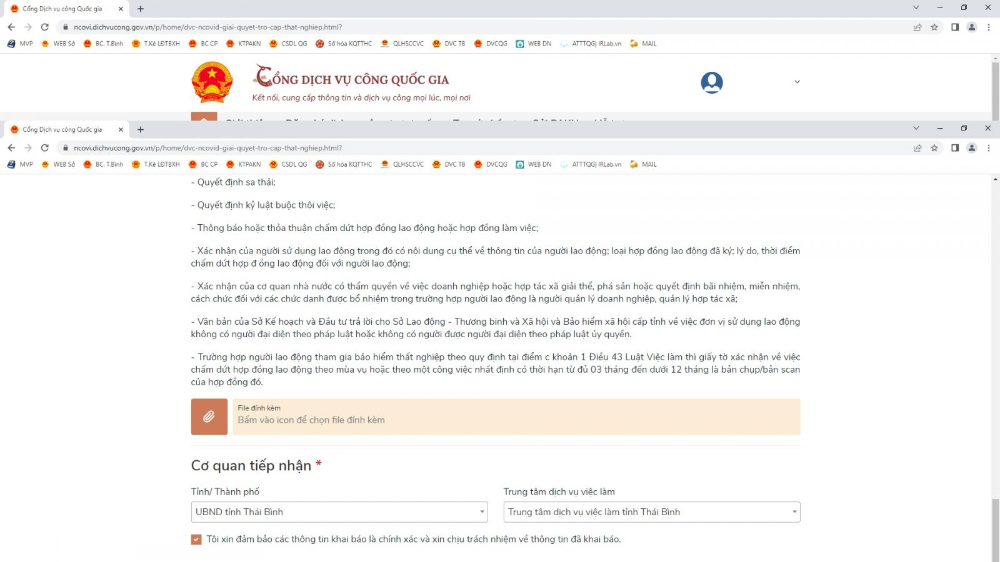 Cổng Dịch vụ công Quốc gia
ncovi.dichvucong.gov.vn/p/home/dvc-ncovid-giai-quyet-tro-cap-that-nghiep.html?
MVP WEB Sở BC. T.Bình T.Kê LĐTBXH BC CP KTPAKN CSDL QG Số hóa KQTTHC QLHSCCVC DVC TB DVCQG WEB DN ATTTQG| IRLab.vn MAIL
CỔNG DỊCH VỤ CÔNG QUỐC GIA
Kết nối, cung cấp thông tin và dịch vụ công mọi lúc, mọi nơi
Cổng Dịch vụ công Quốc gia
ncovi.dichvucong.gov.vn/p/home/dvc-ncovid-giai-quyet-tro-cap-that-nghiep.html?
MVP WEB Sở BC. T.Bình T.Kê LĐTBXH BC CP KTPAKN CSDL QG Số hóa KQTTHC QLHSCCVC DVC TB DVCQG WEB DN ATTTQG| IRLab.vn MAIL
- Quyết định sa thải;
- Quyết định kỷ luật buộc thôi việc;
- Thông báo hoặc thỏa thuận chấm dứt hợp đồng lao động hoặc hợp đồng làm việc;
- Xác nhận của người sử dụng lao động trong đó có nội dung cụ thể về thông tin của người lao động; loại hợp đồng lao động đã ký; lý do, thời điểm
chấm dứt hợp đ ồng lao động đối với người lao động;
- Xác nhận của cơ quan nhà nước có thẩm quyền về việc doanh nghiệp hoặc hợp tác xã giải thể, phá sản hoặc quyết định bãi nhiệm, miễn nhiệm,
cách chức đối với các chức danh được bổ nhiệm trong trường hợp người lao động là người quản lý doanh nghiệp, quản lý hợp tác xã;
- Văn bản của Sở Kế hoạch và Đầu tư trả lời cho Sở Lao động - Thương binh và Xã hội và Bảo hiểm xã hội cấp tỉnh về việc đơn vị sử dụng lao động
không có người đại diện theo pháp luật hoặc không có người được người đại diện theo pháp luật ủy quyền.
- Trường hợp người lao động tham gia bảo hiểm thất nghiệp theo quy định tại điểm c khoản 1 Điều 43 Luật Việc làm thì giấy tờ xác nhận về việc
chấm dứt hợp đồng lao động theo mùa vụ hoặc theo một công việc nhất định có thời hạn từ đủ 03 tháng đến dưới 12 tháng là bản chụp/bản scan
của hợp đồng đó.
File đính kèm
Bấm vào icon để chọn file đính kèm
Cơ quan tiếp nhận *
Tỉnh/ Thành phố Trung tâm dịch vụ việc làm
UBND tỉnh Thái Bình Trung tâm dịch vụ việc làm tỉnh Thái Bình
Tôi xin đảm bảo các thông tin khai báo là chính xác và xin chịu trách nhiệm về thông tin đã khai báo.